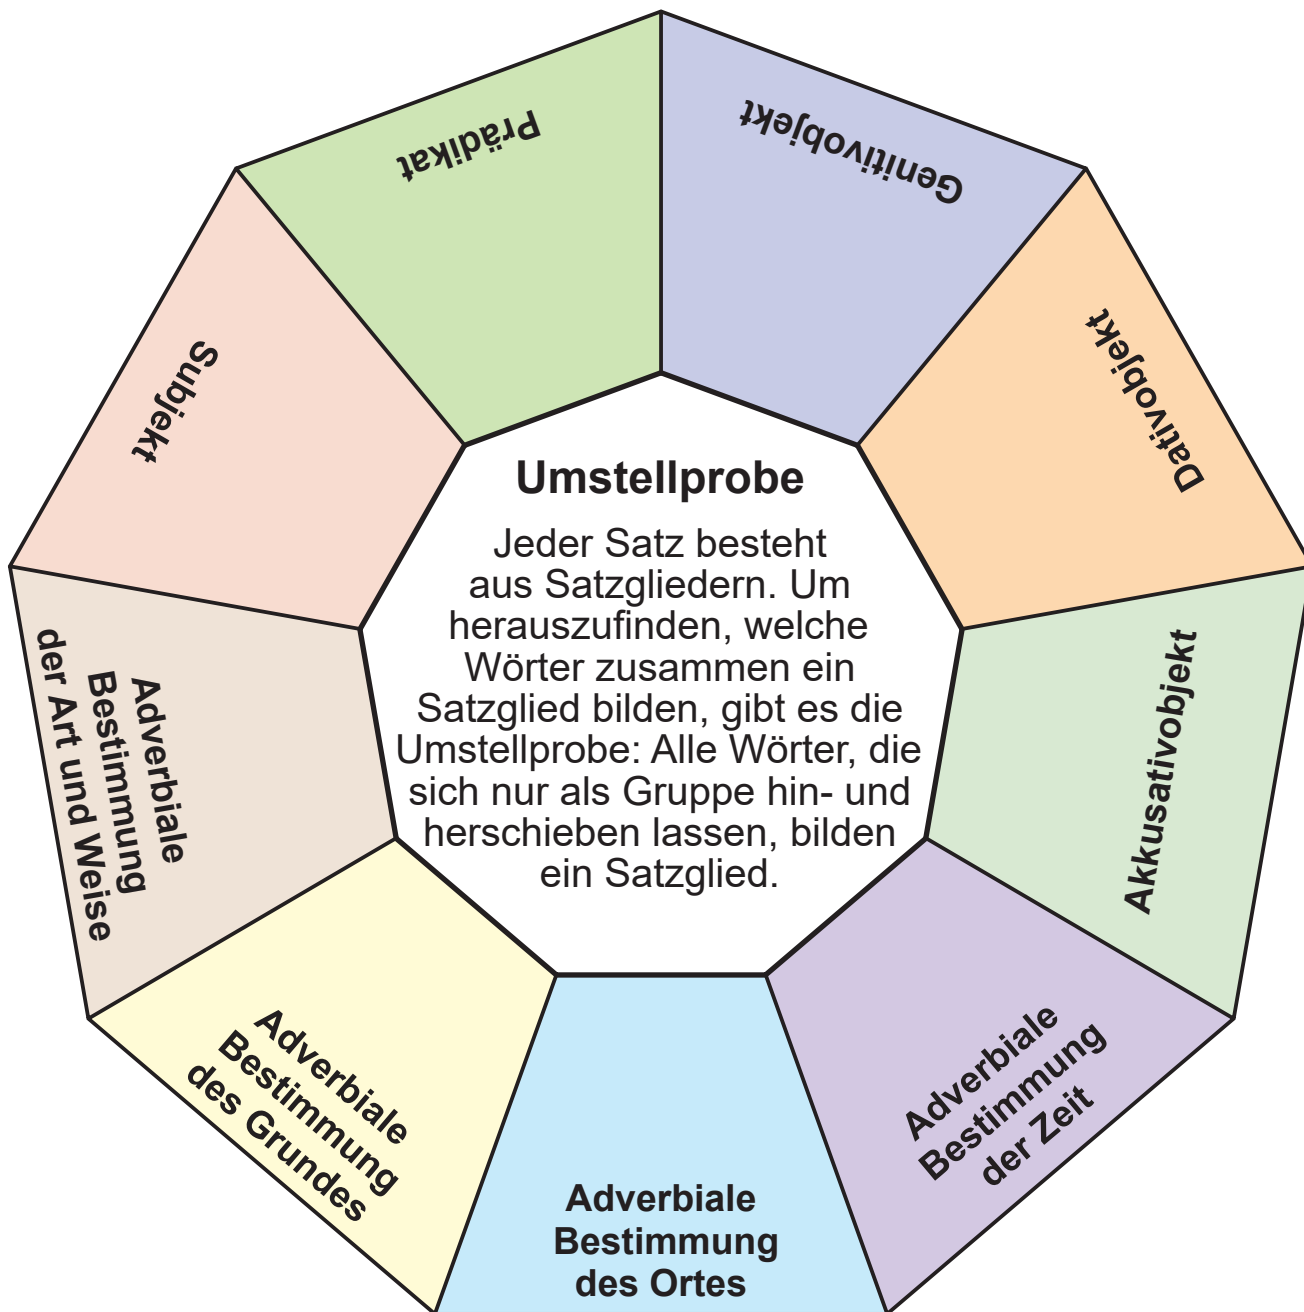 Prädikat
Genitivobjekt
Dativobjekt
Subjekt
Umstellprobe
Jeder Satz besteht
aus Satzgliedern. Um
herauszufinden, welche
Wörter zusammen ein
Satzglied bilden, gibt es die
Umstellprobe: Alle Wörter, die
sich nur als Gruppe hin- und
herschieben lassen, bilden
ein Satzglied.
Akkusativobjekt
Adverbiale
Bestimmung
der Art und Weise
Adverbiale
Bestimmung
des Grundes
Adverbiale
Bestimmung
des Ortes
Adverbiale
Bestimmung
der Zeit